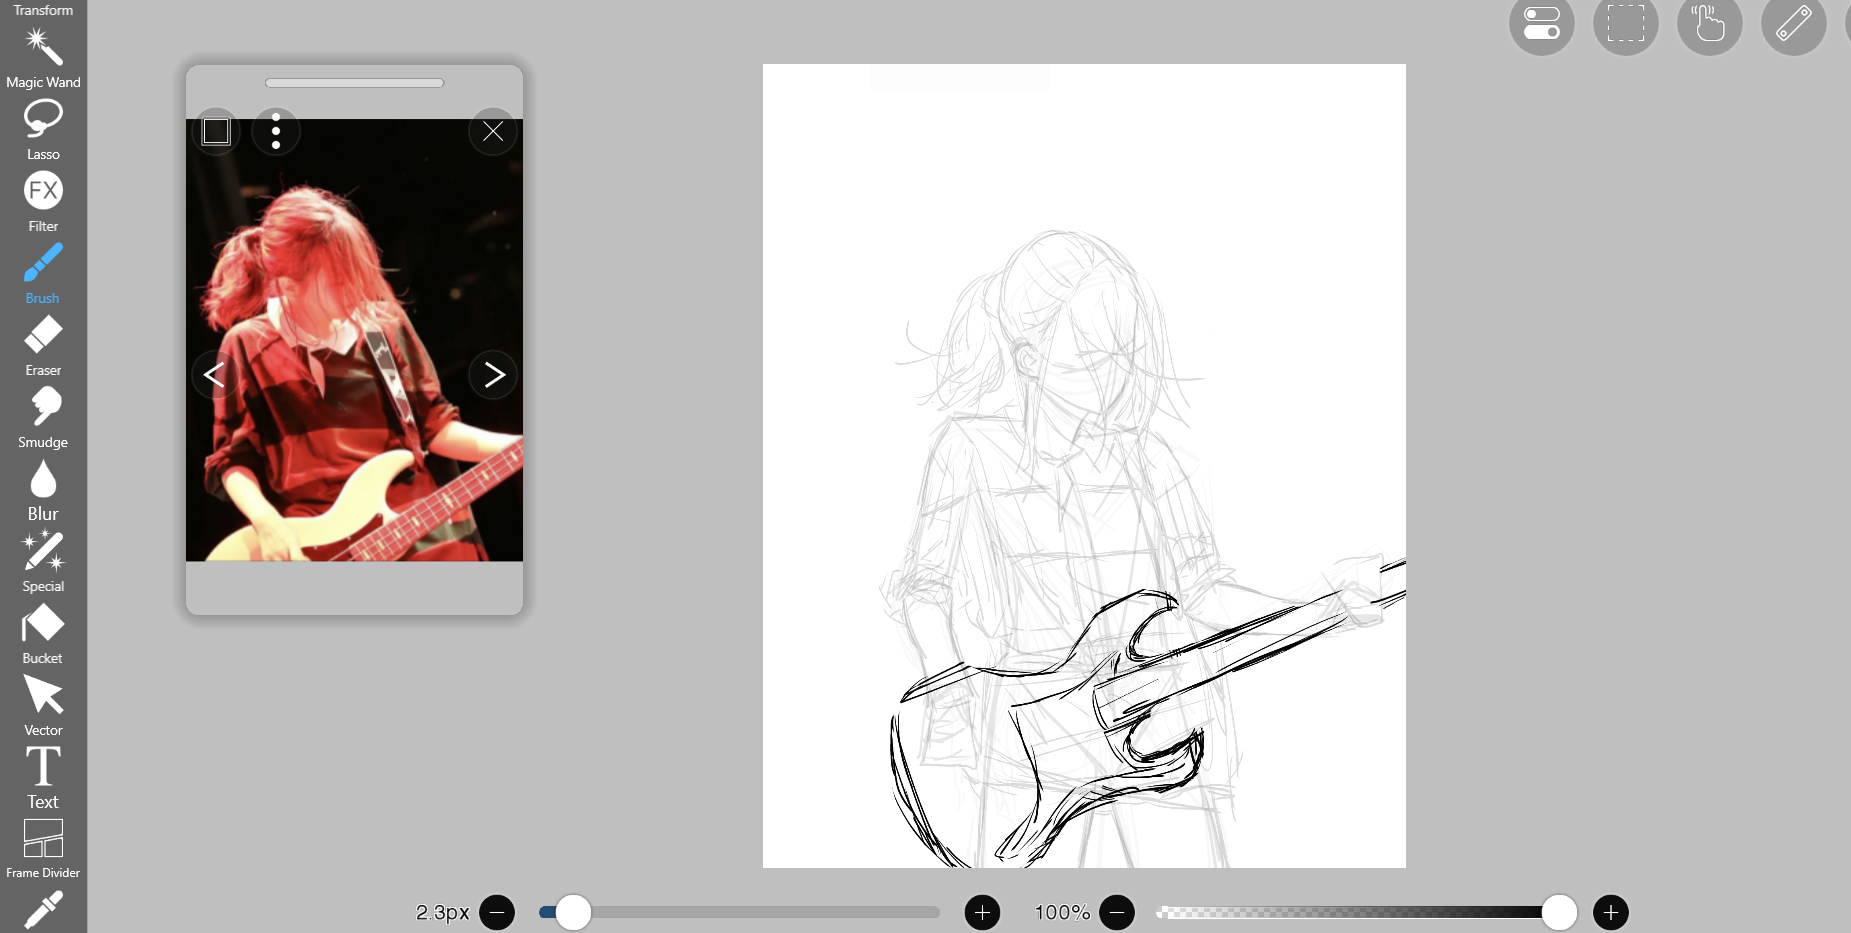 Transform
Magic Wand
Lasso
FX
Filter
Brush
Eraser
Smudge
Blur
Special
Bucket
Vector
T
Text
Frame Divider
2.3px
100%